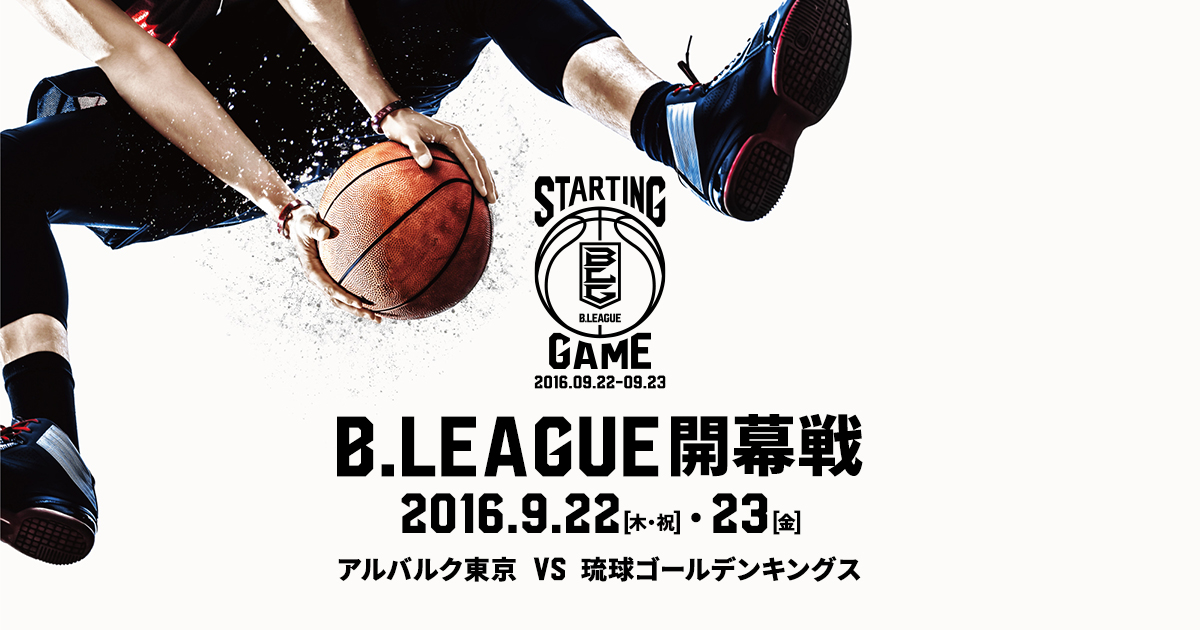 STARTING
BLG
B.LEAGUE
GAME
2016.09.22-09.23
B.LEAGUE開幕戦
2016.9.22[木・祝]・23[金]
アルバルク東京 VS 琉球ゴールデンキングス